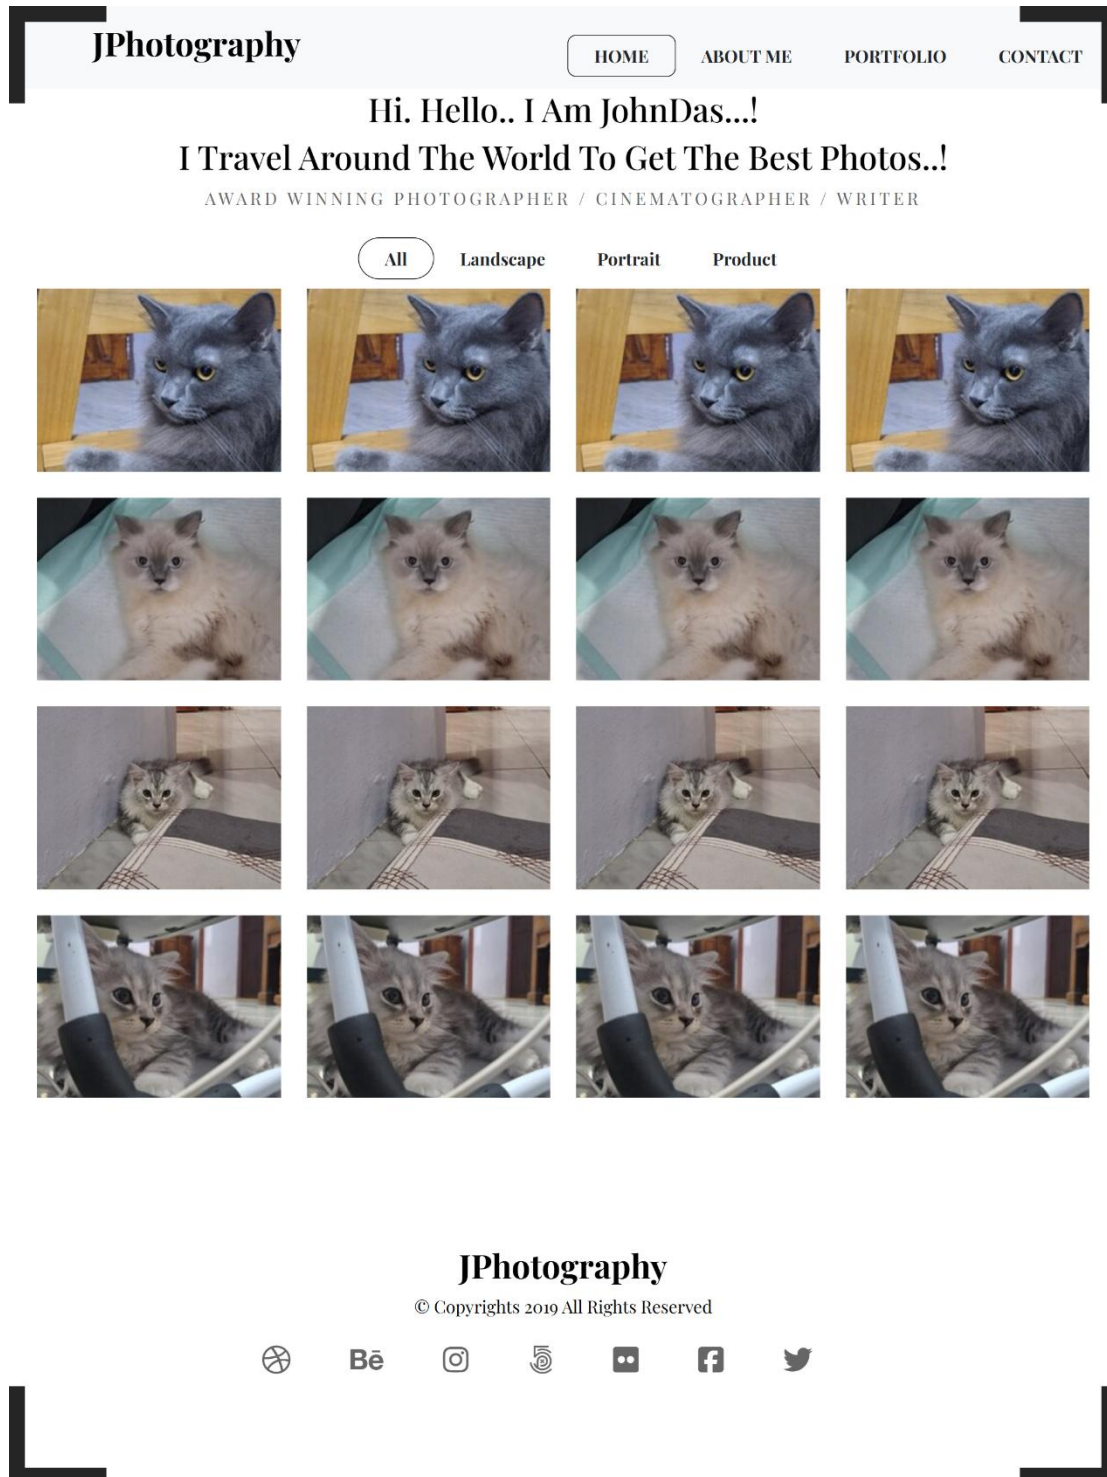 JPhotography
HOME ABOUT ME PORTFOLIO CONTACT
Hi. Hello.. I Am JohnDas...!
I Travel Around The World To Get The Best Photos..!
AWARD WINNING PHOTOGRAPHER / CINEMATOGRAPHER / WRITER
All Landscape Portrait Product
JPhotography
© Copyrights 2019 All Rights Reserved
Bē